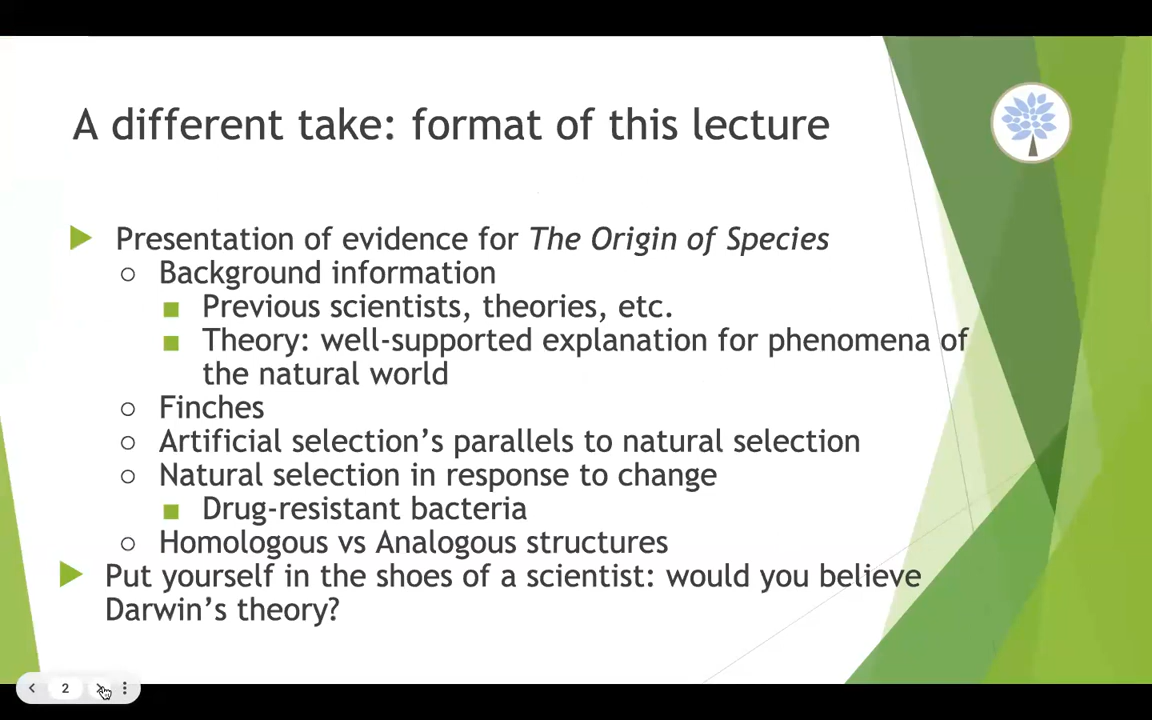 A different take: format of this lecture
Presentation of evidence for The Origin of Species
Background information
Previous scientists, theories, etc.
Theory: well-supported explanation for phenomena of
the natural world
Finches
Artificial selection's parallels to natural selection
Natural selection in response to change
Drug-resistant bacteria
Homologous vs Analogous structures
Put yourself in the shoes of a scientist: would you believe
Darwin's theory?
2